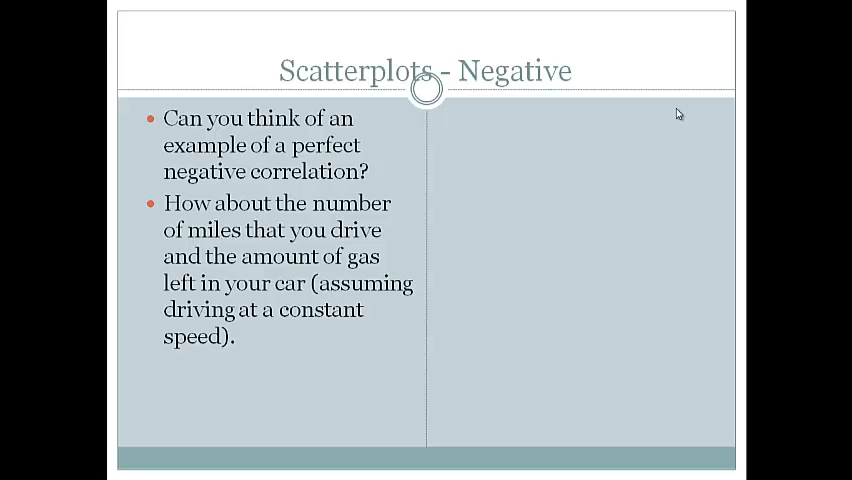 Scatterplots - Negative
• Can you think of an
example of a perfect
negative correlation?
• How about the number
of miles that you drive
and the amount of gas
left in your car (assuming
driving at a constant
speed).